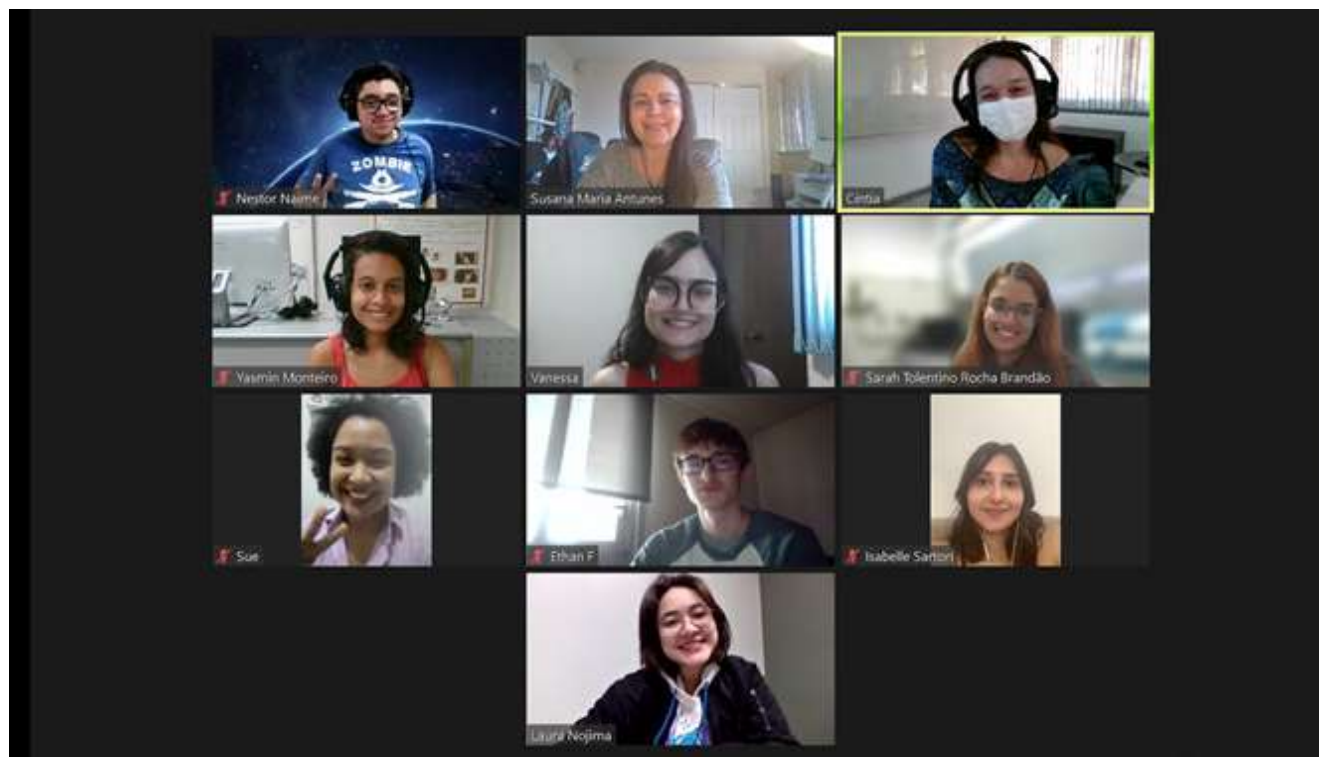 ZOMBIE
Nestor Naime
Susana Maria Antunes
Cintia
Yasmin Monteiro
Vanessa
Sarah Tolentino Rocha Brandão
Sue
Ethan F
Isabelle Sartori
Laura Nojima